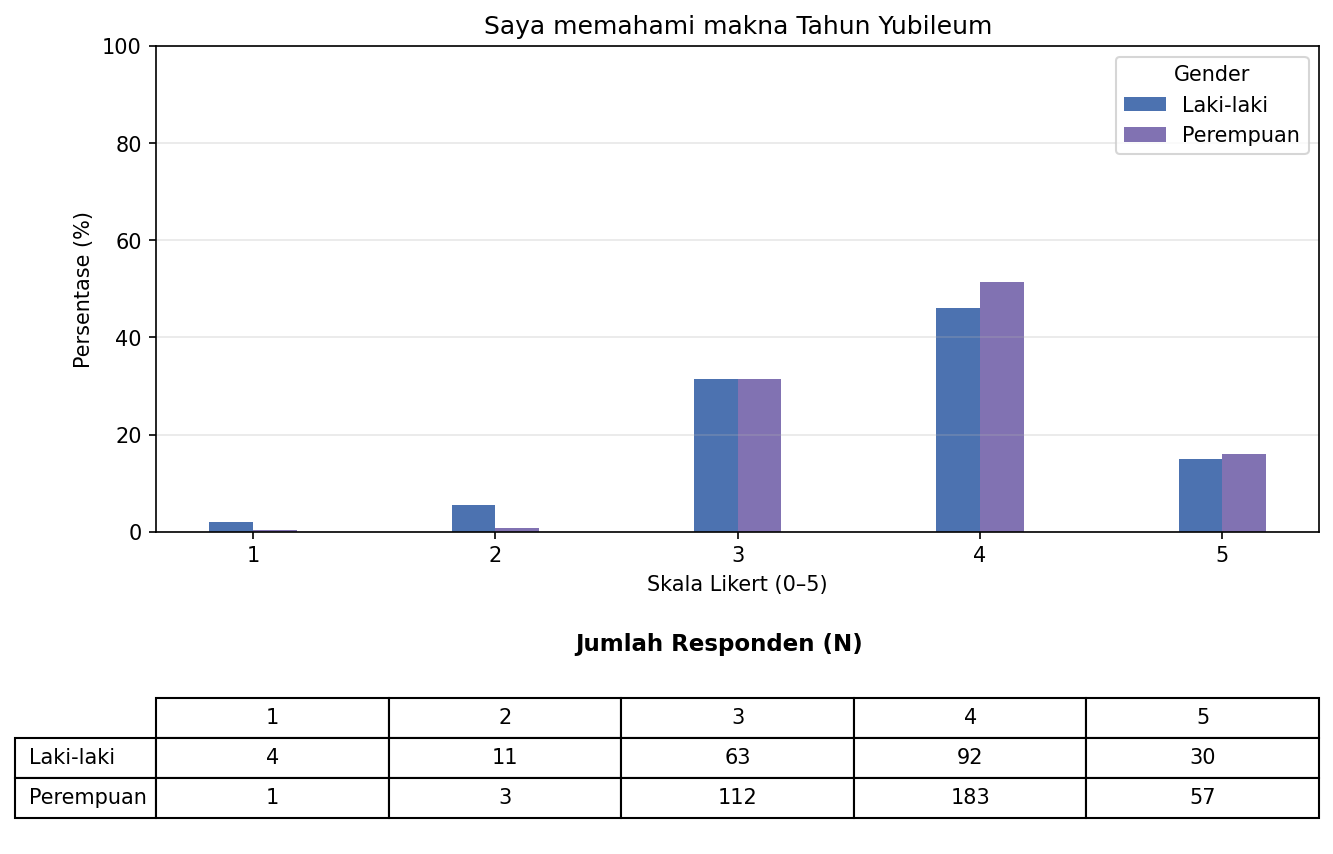 Saya memahami makna Tahun Yubileum
Gender
Laki-laki
Perempuan
Persentase (%)
100
80
60
40
20
0
1 2 3 4 5
Skala Likert (0–5)
Jumlah Responden (N)
1 2 3 4 5
Laki-laki 4 11 63 92 30
Perempuan 1 3 112 183 57